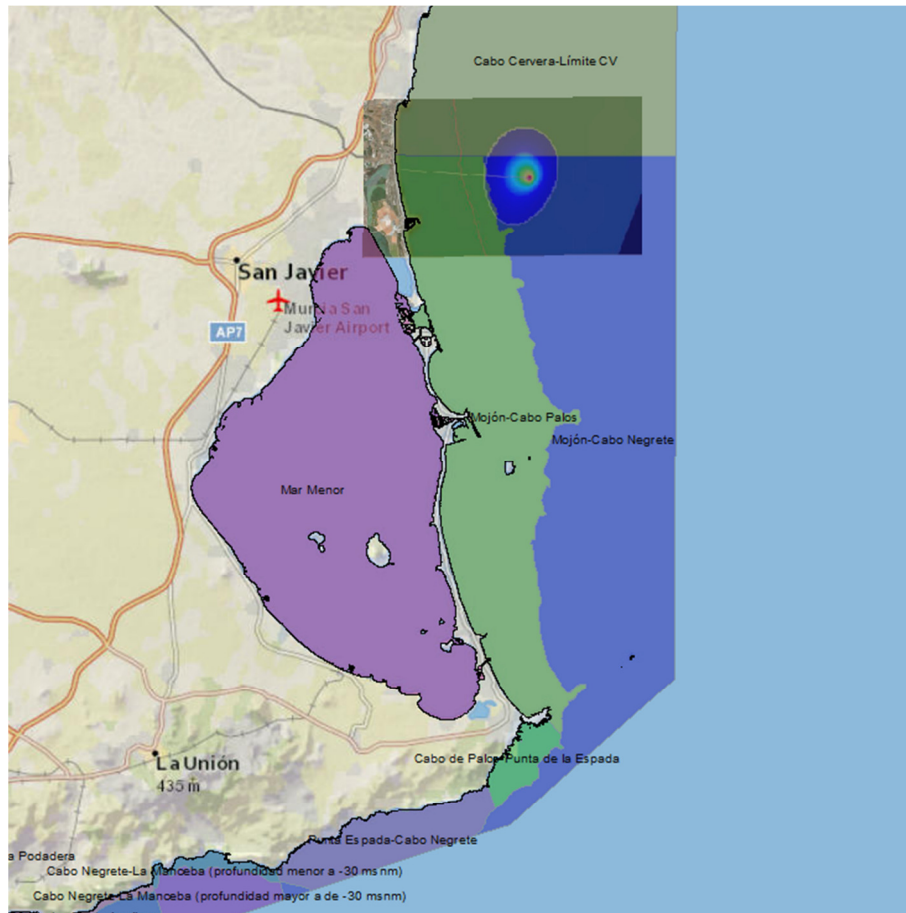 Cabo Cervera-Límite CV
San Javier
Murcia San
Javier Airport
AP7
Mojón-Cabo Palos
Mojón-Cabo Negrete
Mar Menor
La Unión
435 m
Cabo de Palos-Punta de la Espada
Punta Espada-Cabo Negrete
a Podadera
Cabo Negrete-La Manceba (profundidad menor a -30 msnm)
Cabo Negrete-La Manceba (profundidad mayor a de -30 msnm)